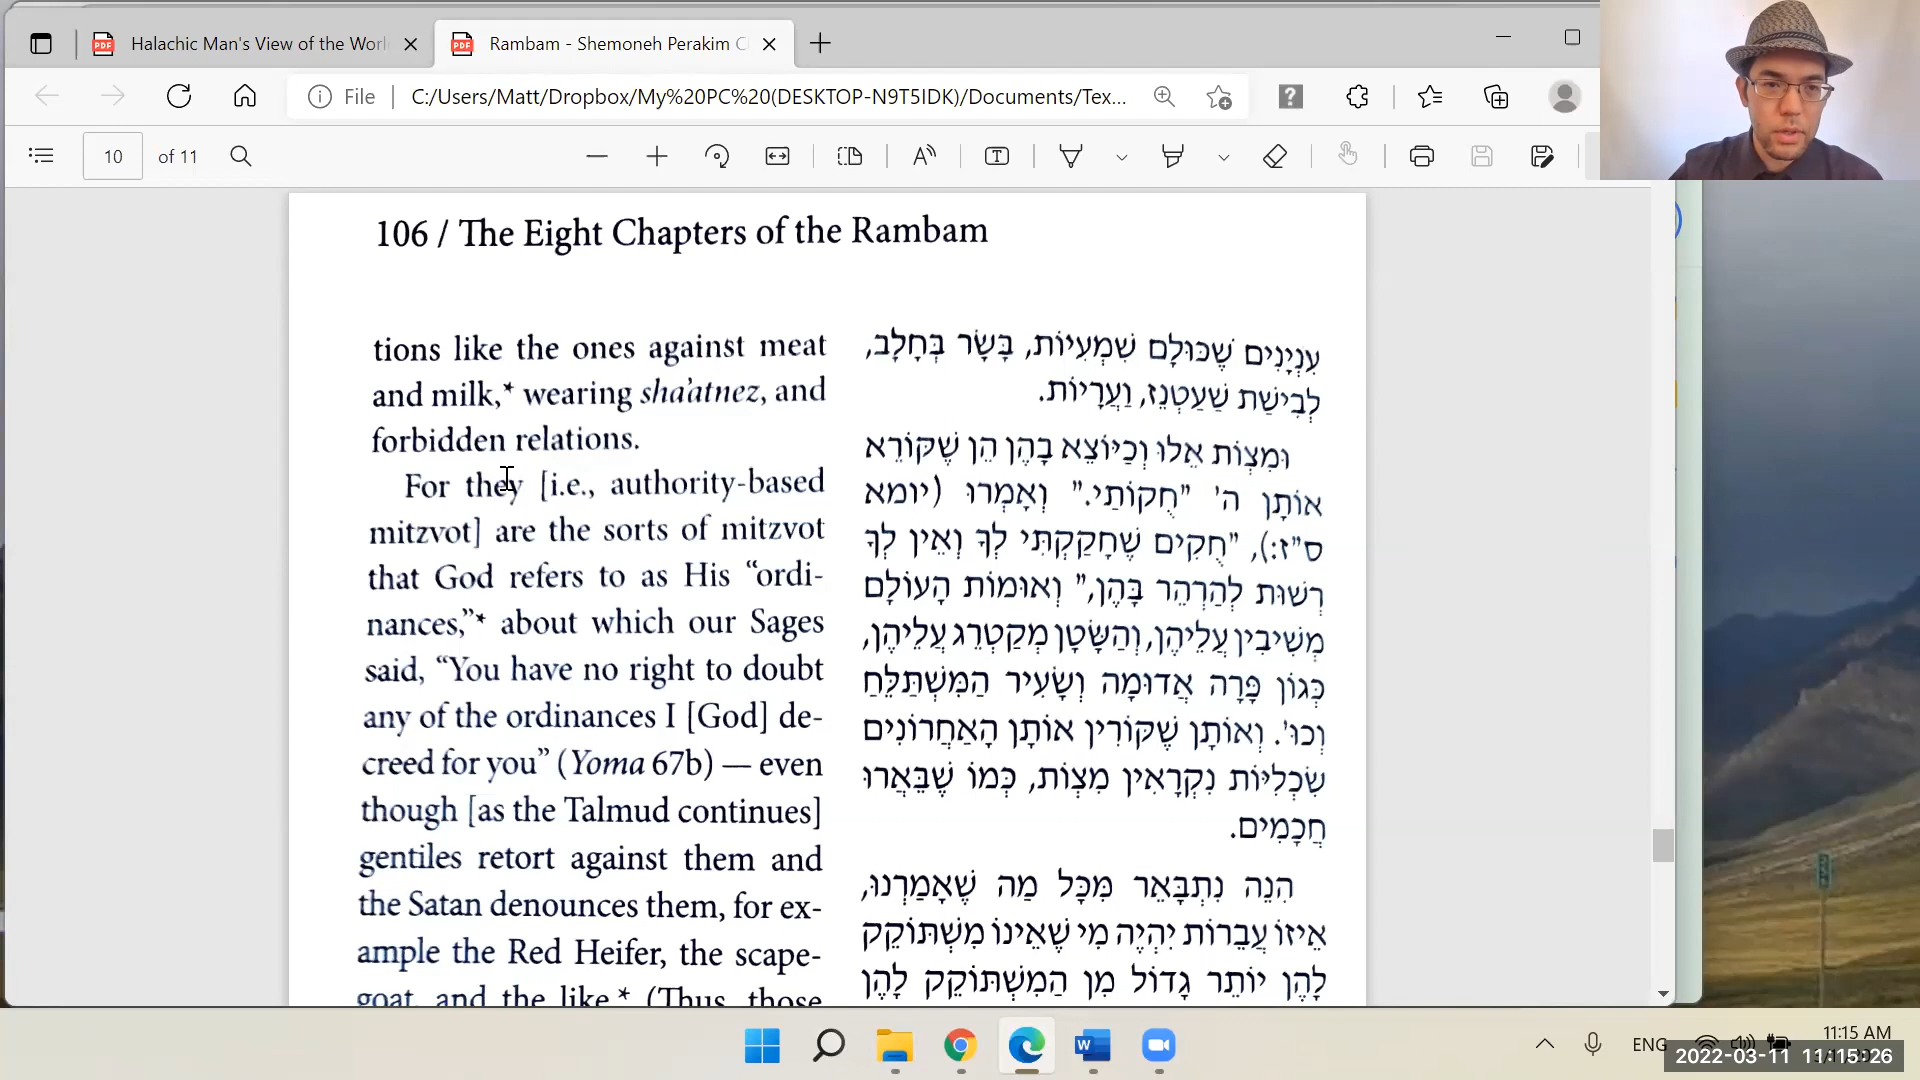 Halachic Man's View of the Worl
Rambam - Shemoneh Perakim C
File
C:/Users/Matt/Dropbox/My%20PC%20(DESKTOP-N9T5IDK)/Documents/Tex...
10 of 11
106 / The Eight Chapters of the Rambam
tions like the ones against meat
and milk,* wearing sha'atnez, and
forbidden relations.
For they [i.e., authority-based
mitzvot] are the sorts of mitzvot
that God refers to as His “ordi-
nances,”* about which our Sages
said, “You have no right to doubt
any of the ordinances I [God] de-
creed for you” (Yoma 67b) — even
though [as the Talmud continues]
gentiles retort against them and
the Satan denounces them, for ex-
ample the Red Heifer, the scape-
goat, and the like.* (Thus, those
עִנְיָנִים שֶׁכּוּלָם שִׁמְעִיּוֹת, בָּשָׂר בְּחָלָב,
לְבִישַׁת שַׁעַטְנֵז, וַעֲרָיוֹת.
וּמִצְוֹת אֵלּוּ וְכַיּוֹצֵא בָהֶן הֵן שֶׁקּוֹרֵא
אוֹתָן ה' "חֻקּוֹתַי." וְאָמְרוּ (יומא
ס"ז:), "חֻקִּים שֶׁחָקַקְתִּי לְךָ וְאֵין לְךָ
רְשׁוּת לְהַרְהֵר בָּהֶן," וְאוּמוֹת הָעוֹלָם
מְשִׁיבִין עֲלֵיהֶן, וְהַשָּׂטָן מְקַטְרֵג עֲלֵיהֶן,
כְּגוֹן פָּרָה אֲדוּמָה וְשָׂעִיר הַמִּשְׁתַּלֵּחַ
וְכוּ'. וְאוֹתָן שֶׁקּוֹרִין אוֹתָן הָאַחֲרוֹנִים
שִׂכְלִיּוֹת נִקְרָאִין מִצְוֹת, כְּמוֹ שֶׁבֵּאֲרוּ
חֲכָמִים.
הִנֵּה נִתְבָּאֵר מִכָּל מַה שֶּׁאָמַרְנוּ,
אֵיזוֹ עֲבֵרוֹת יִהְיֶה מִי שֶׁאֵינוֹ מִשְׁתּוֹקֵק
לָהֶן יוֹתֵר גָּדוֹל מִן הַמִּשְׁתּוֹקֵק לָהֶן
ENG
11:15 AM
2022-03-11 11:15:26